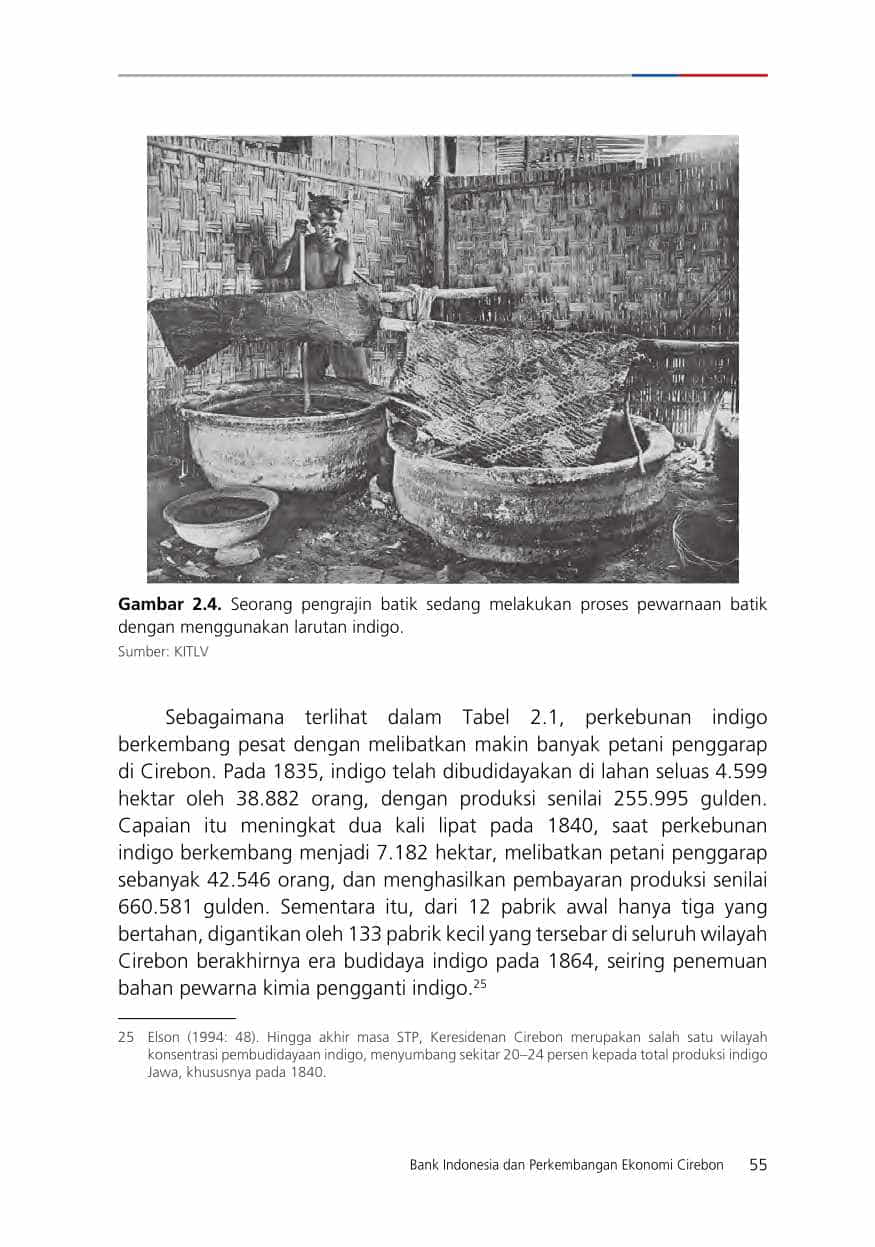 Gambar 2.4. Seorang pengrajin batik sedang melakukan proses pewarnaan batik
dengan menggunakan larutan indigo.
Sumber: KITLV
Sebagaimana terlihat dalam Tabel 2.1, perkebunan indigo
berkembang pesat dengan melibatkan makin banyak petani penggarap
di Cirebon. Pada 1835, indigo telah dibudidayakan di lahan seluas 4.599
hektar oleh 38.882 orang, dengan produksi senilai 255.995 gulden.
Capaian itu meningkat dua kali lipat pada 1840, saat perkebunan
indigo berkembang menjadi 7.182 hektar, melibatkan petani penggarap
sebanyak 42.546 orang, dan menghasilkan pembayaran produksi senilai
660.581 gulden. Sementara itu, dari 12 pabrik awal hanya tiga yang
bertahan, digantikan oleh 133 pabrik kecil yang tersebar di seluruh wilayah
Cirebon berakhirnya era budidaya indigo pada 1864, seiring penemuan
bahan pewarna kimia pengganti indigo.25
25 Elson (1994: 48). Hingga akhir masa STP, Keresidenan Cirebon merupakan salah satu wilayah
konsentrasi pembudidayaan indigo, menyumbang sekitar 20–24 persen kepada total produksi indigo
Jawa, khususnya pada 1840.
Bank Indonesia dan Perkembangan Ekonomi Cirebon 55